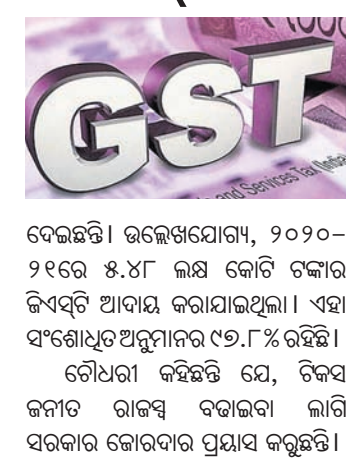 GST
and Services Tax (India
ଦେଇଛନ୍ତି। ଉଲ୍ଲେଖଯୋଗ୍ୟ, ୨୦୨୦–
୨୧ରେ ୫.୪୮ ଲକ୍ଷ କୋଟି ଟଙ୍କାର
ଜିଏସ୍‌ଟି ଆଦାୟ କରାଯାଇଥିଲା। ଏହା
ସଂଶୋଧିତ ଅନୁମାନର ୯୭.୮% ରହିଛି।
ଚୌଧରୀ କହିଛନ୍ତି ଯେ, ଟିକସ
ଜନୀତ ରାଜସ୍ୱ ବଢାଇବା ଲାଗି
ସରକାର ଜୋରଦାର ପ୍ରୟାସ କରୁଛନ୍ତି।